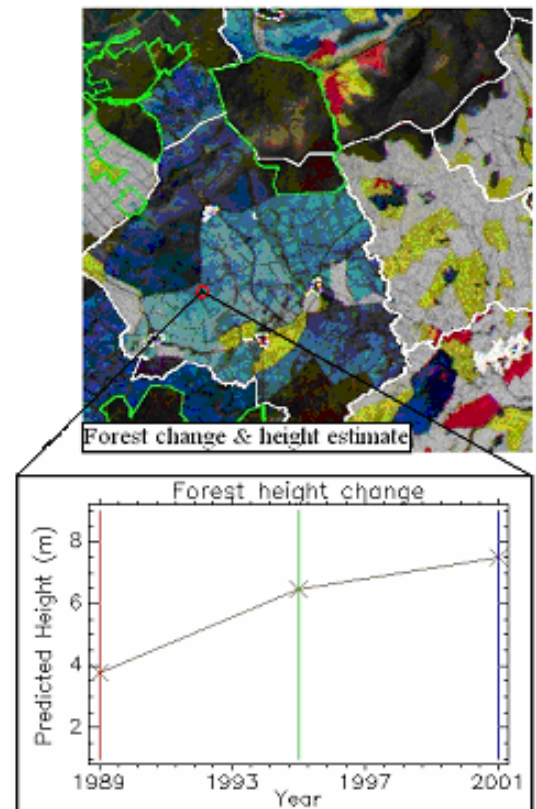 Forest change & height estimate
Forest height change
Predicted Height (m)
8
6
4
2
1989 1993 1997 2001
Year